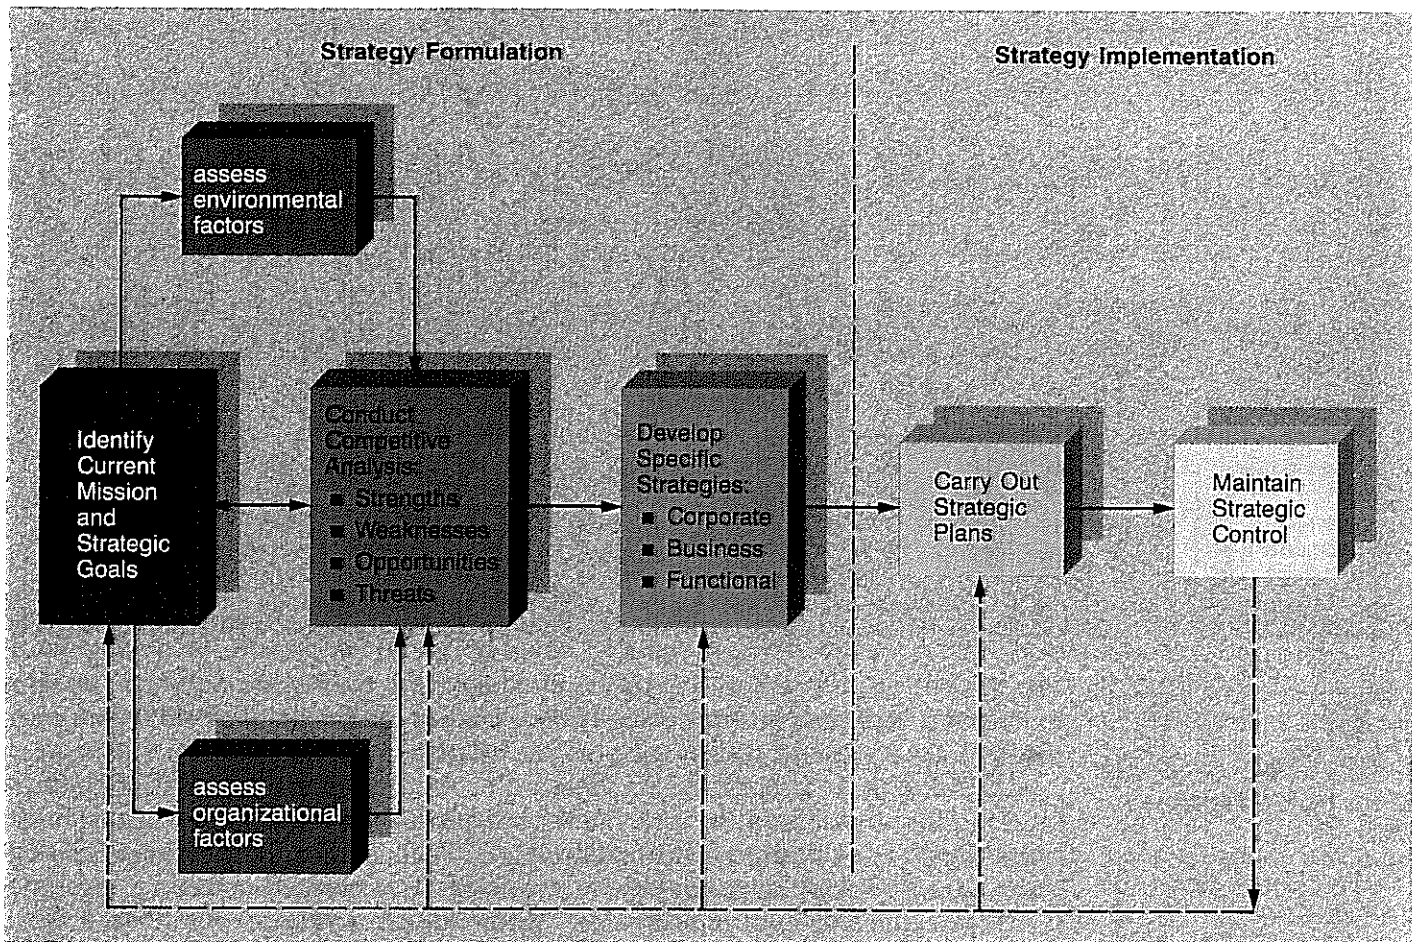 Strategy Formulation
Strategy Implementation
assess
environmental
factors
Identify
Current
Mission
and
Strategic
Goals
Conduct
Competitive
Analysis:
■ Strengths
■ Weaknesses
■ Opportunities
■ Threats
Develop
Specific
Strategies:
■ Corporate
■ Business
■ Functional
Carry Out
Strategic
Plans
Maintain
Strategic
Control
assess
organizational
factors